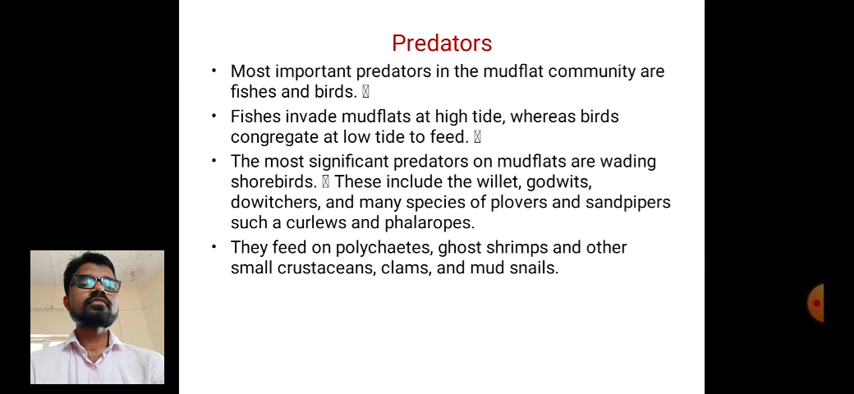 Predators
• Most important predators in the mudflat community are
fishes and birds. 
• Fishes invade mudflats at high tide, whereas birds
congregate at low tide to feed. 
• The most significant predators on mudflats are wading
shorebirds.  These include the willet, godwits,
dowitchers, and many species of plovers and sandpipers
such a curlews and phalaropes.
• They feed on polychaetes, ghost shrimps and other
small crustaceans, clams, and mud snails.